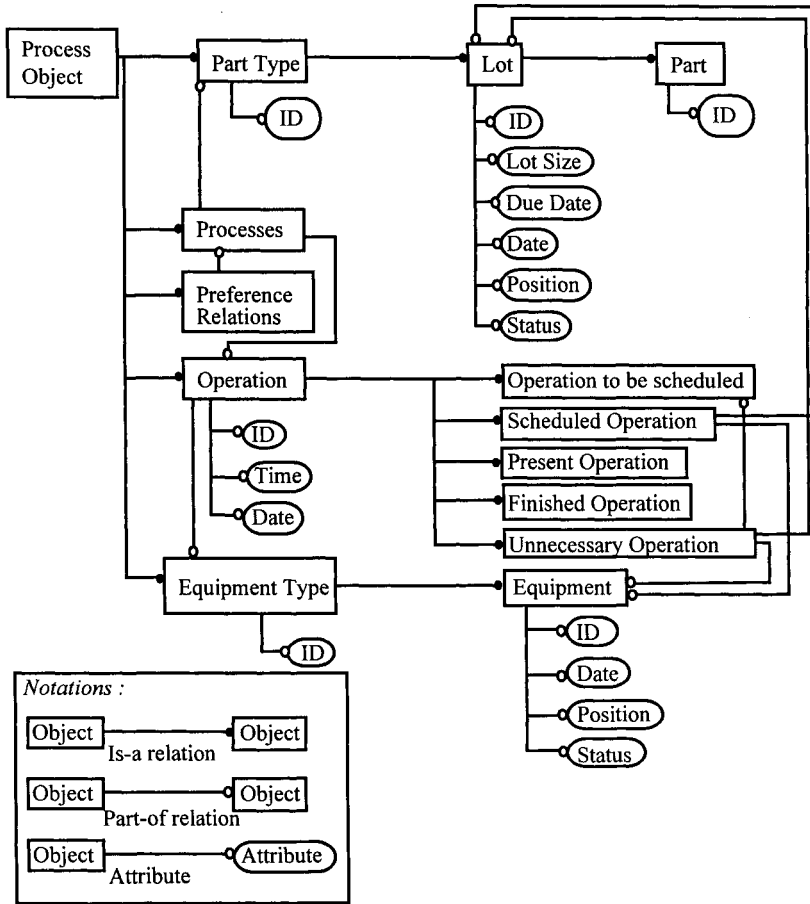 Process
Object
Part Type
Lot
Part
ID
ID
ID
Lot Size
Due Date
Date
Position
Status
Processes
Preference
Relations
Operation
ID
Time
Date
Operation to be scheduled
Scheduled Operation
Present Operation
Finished Operation
Unnecessary Operation
Equipment Type
ID
Equipment
ID
Date
Position
Status
Notations :
Object
Object
Is-a relation
Object
Object
Part-of relation
Object
Attribute
Attribute